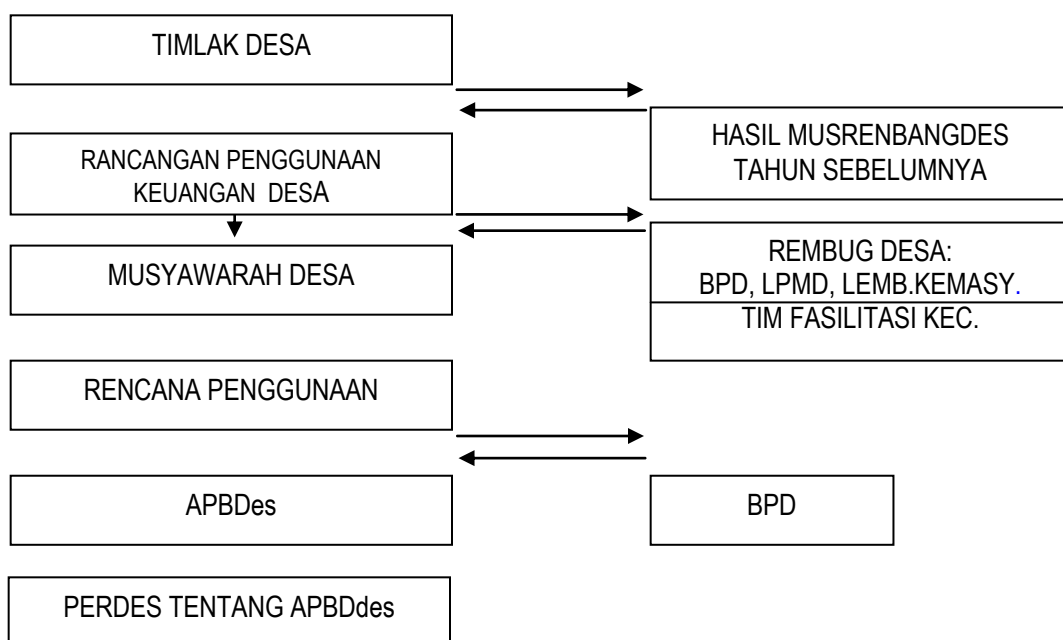 TIMLAK DESA
HASIL MUSRENBANGDES
TAHUN SEBELUMNYA
RANCANGAN PENGGUNAAN
KEUANGAN DESA
MUSYAWARAH DESA
REMBUG DESA:
BPD, LPMD, LEMB.KEMASY.
TIM FASILITASI KEC.
RENCANA PENGGUNAAN
APBDes
BPD
PERDES TENTANG APBDdes